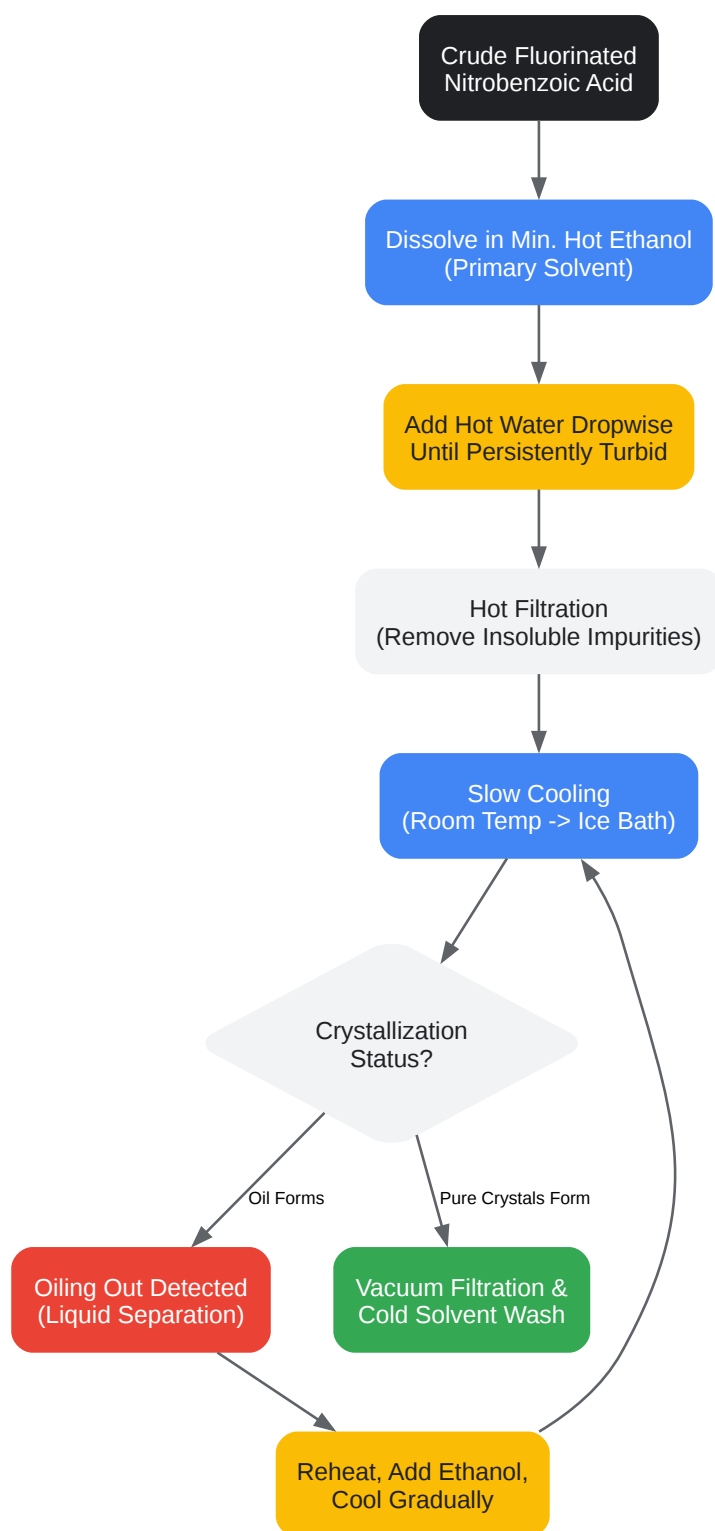 Crude Fluorinated
Nitrobenzoic Acid
Dissolve in Min. Hot Ethanol
(Primary Solvent)
Add Hot Water Dropwise
Until Persistently Turbid
Hot Filtration
(Remove Insoluble Impurities)
Slow Cooling
(Room Temp -> Ice Bath)
Crystallization
Status?
Oil Forms
Pure Crystals Form
Oiling Out Detected
(Liquid Separation)
Vacuum Filtration &
Cold Solvent Wash
Reheat, Add Ethanol,
Cool Gradually